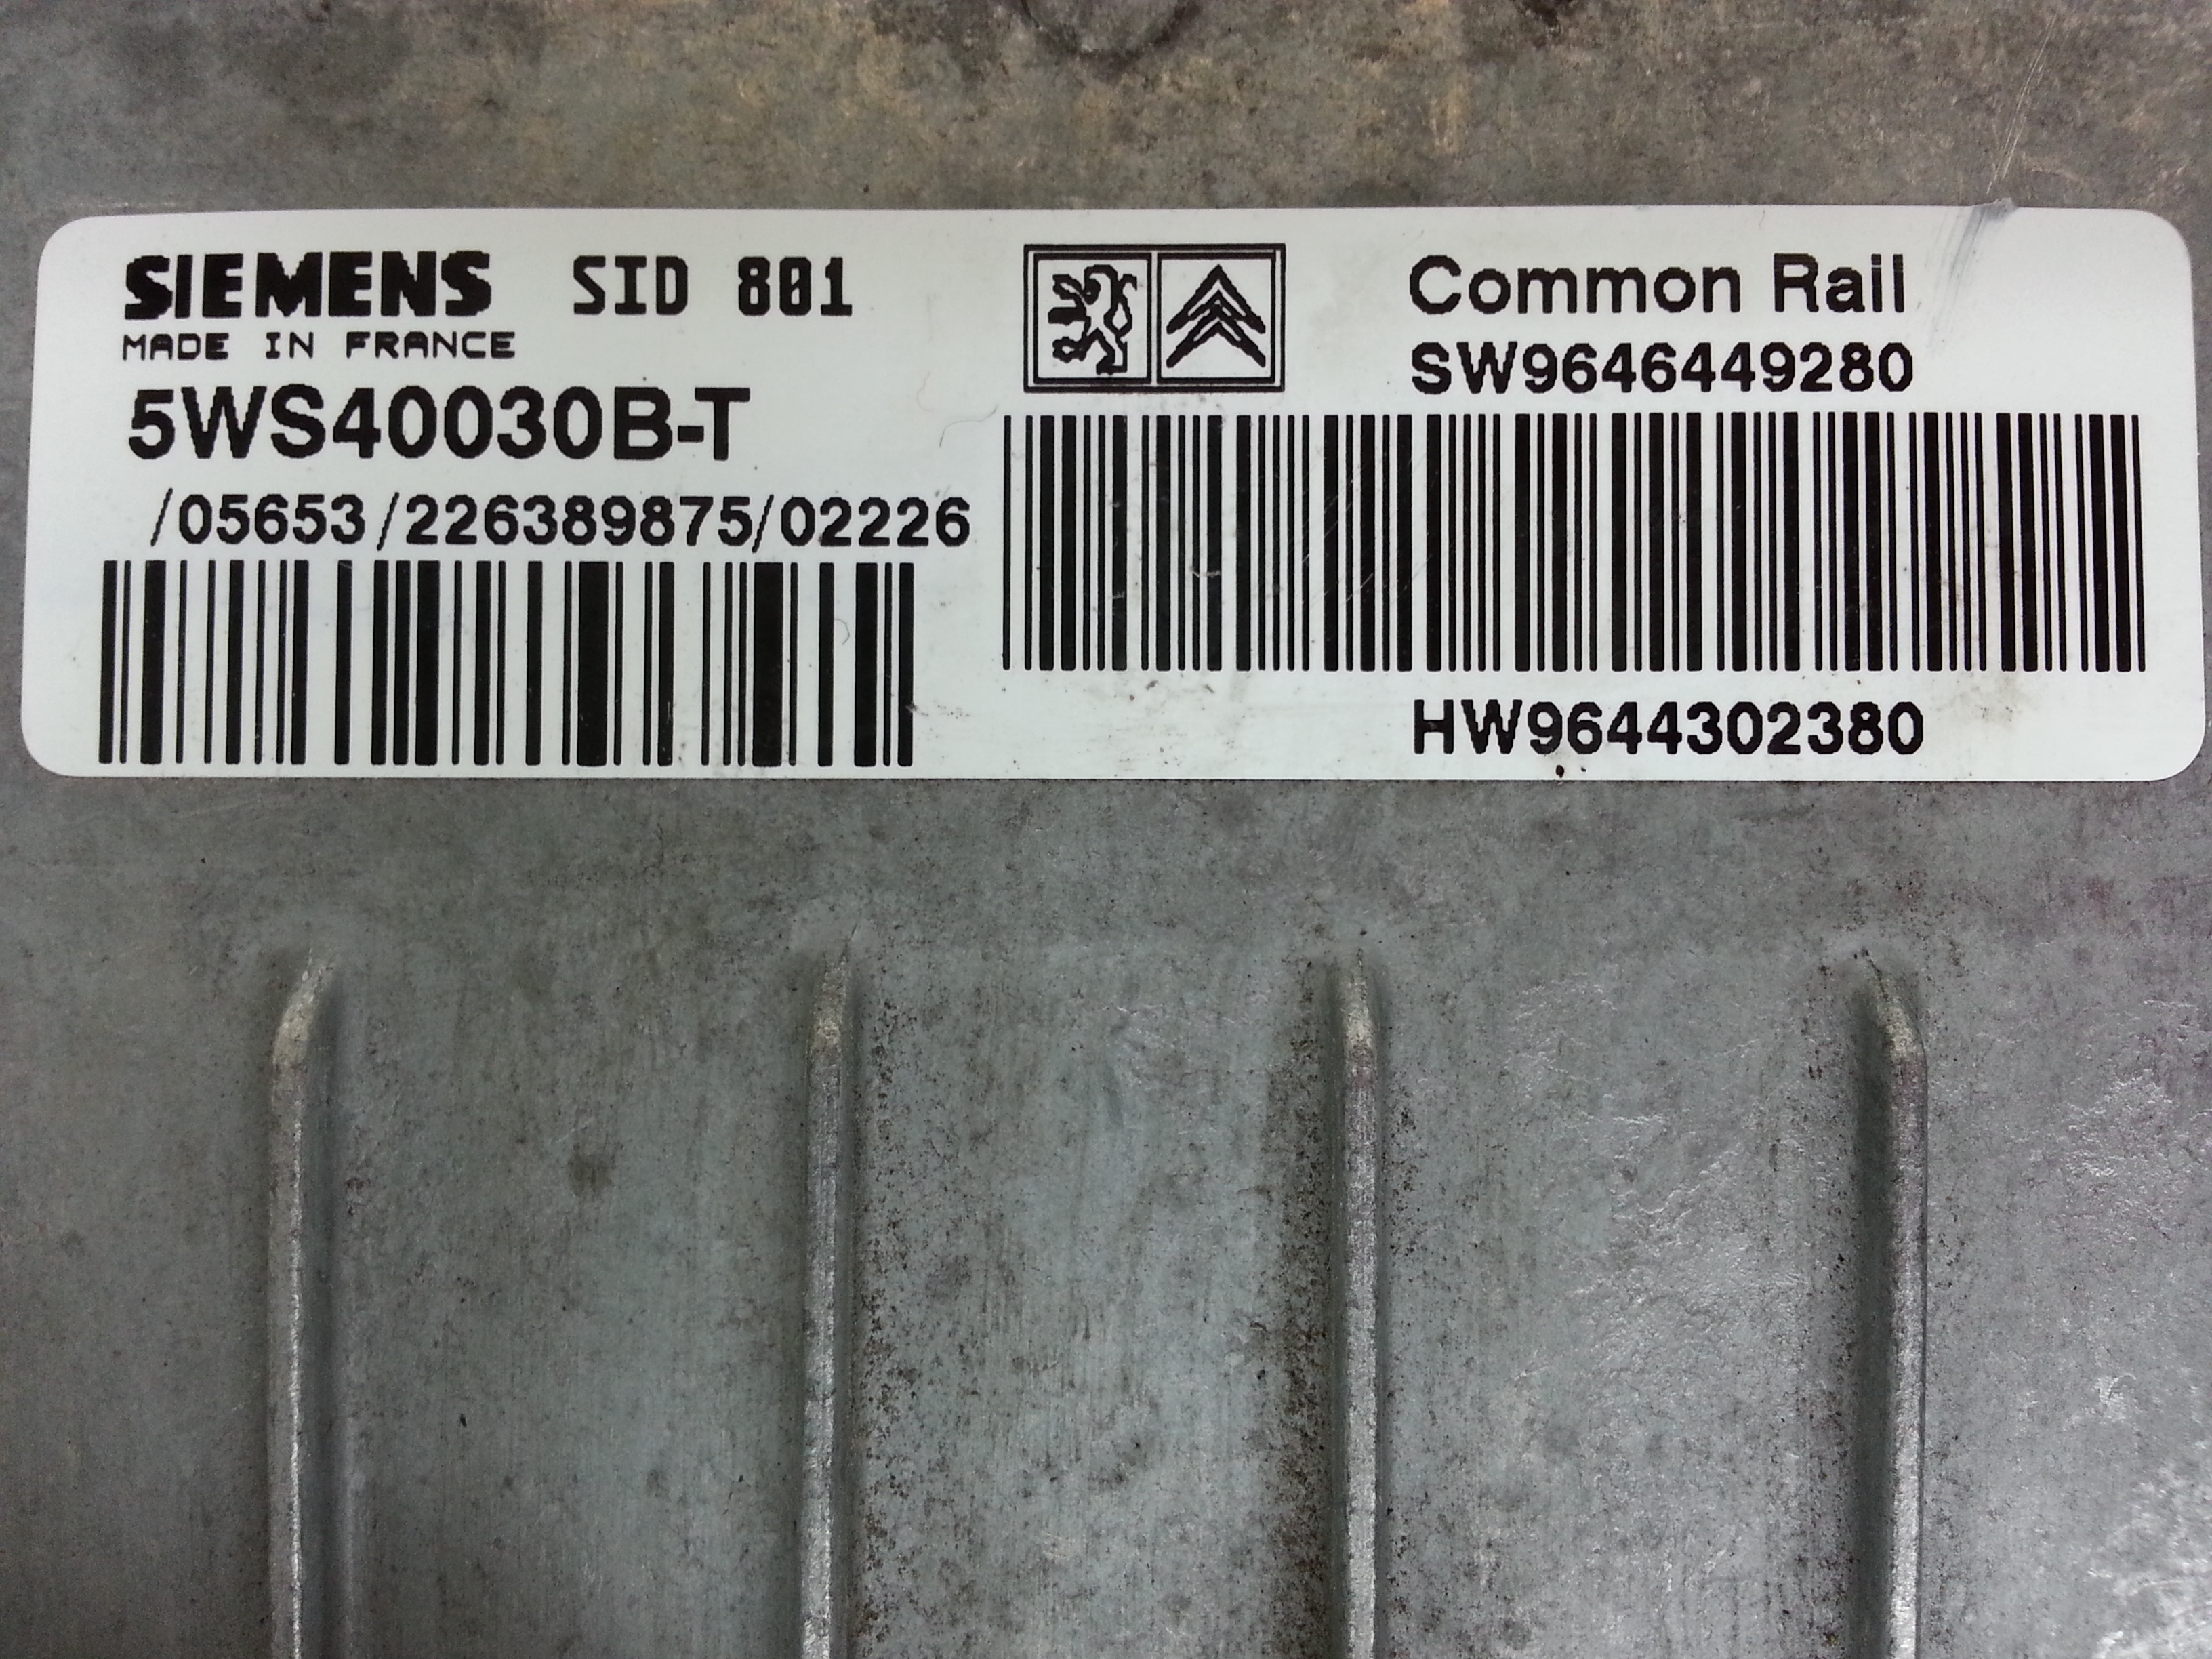 SIEMENS SID 801
MADE IN FRANCE
5WS40030B-T
/05653/226389875/02226
Common Rail
SW9646449280
HW9644302380